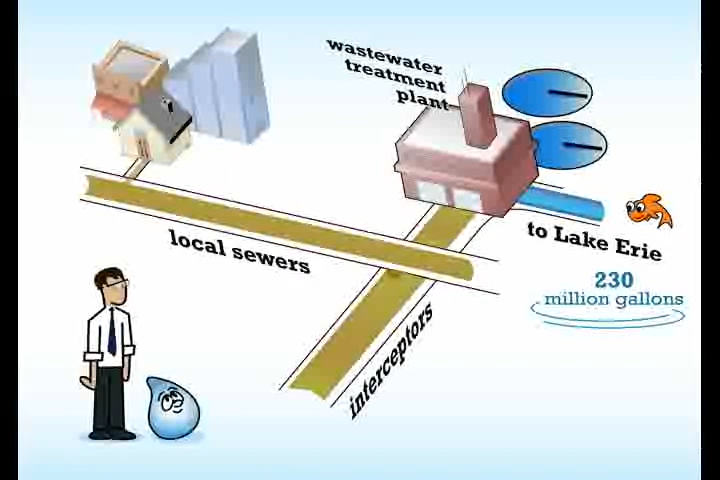 wastewater
treatment
plant
local sewers
to Lake Erie
230
million gallons
interceptors